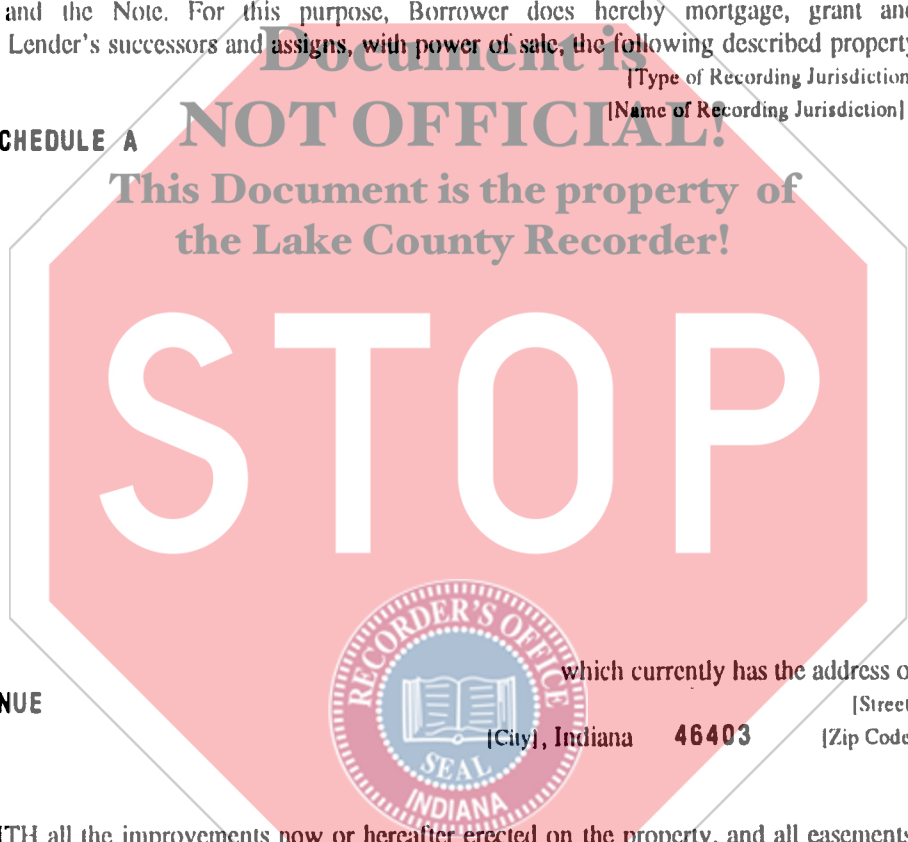 and the Note. For this purpose, Borrower does hereby mortgage, grant and
Lender's successors and assigns, with power of sale, the following described property
Document is
[Type of Recording Jurisdiction
NOT OFFICIAL!
[Name of Recording Jurisdiction]
CHEDULE A
This Document is the property of
the Lake County Recorder!
STOP
RECORDER'S OFFICE
which currently has the address o
NUE
[Street
[City], Indiana 46403 [Zip Code
SEAL
INDIANA
TH all the improvements now or hereafter erected on the property, and all easements